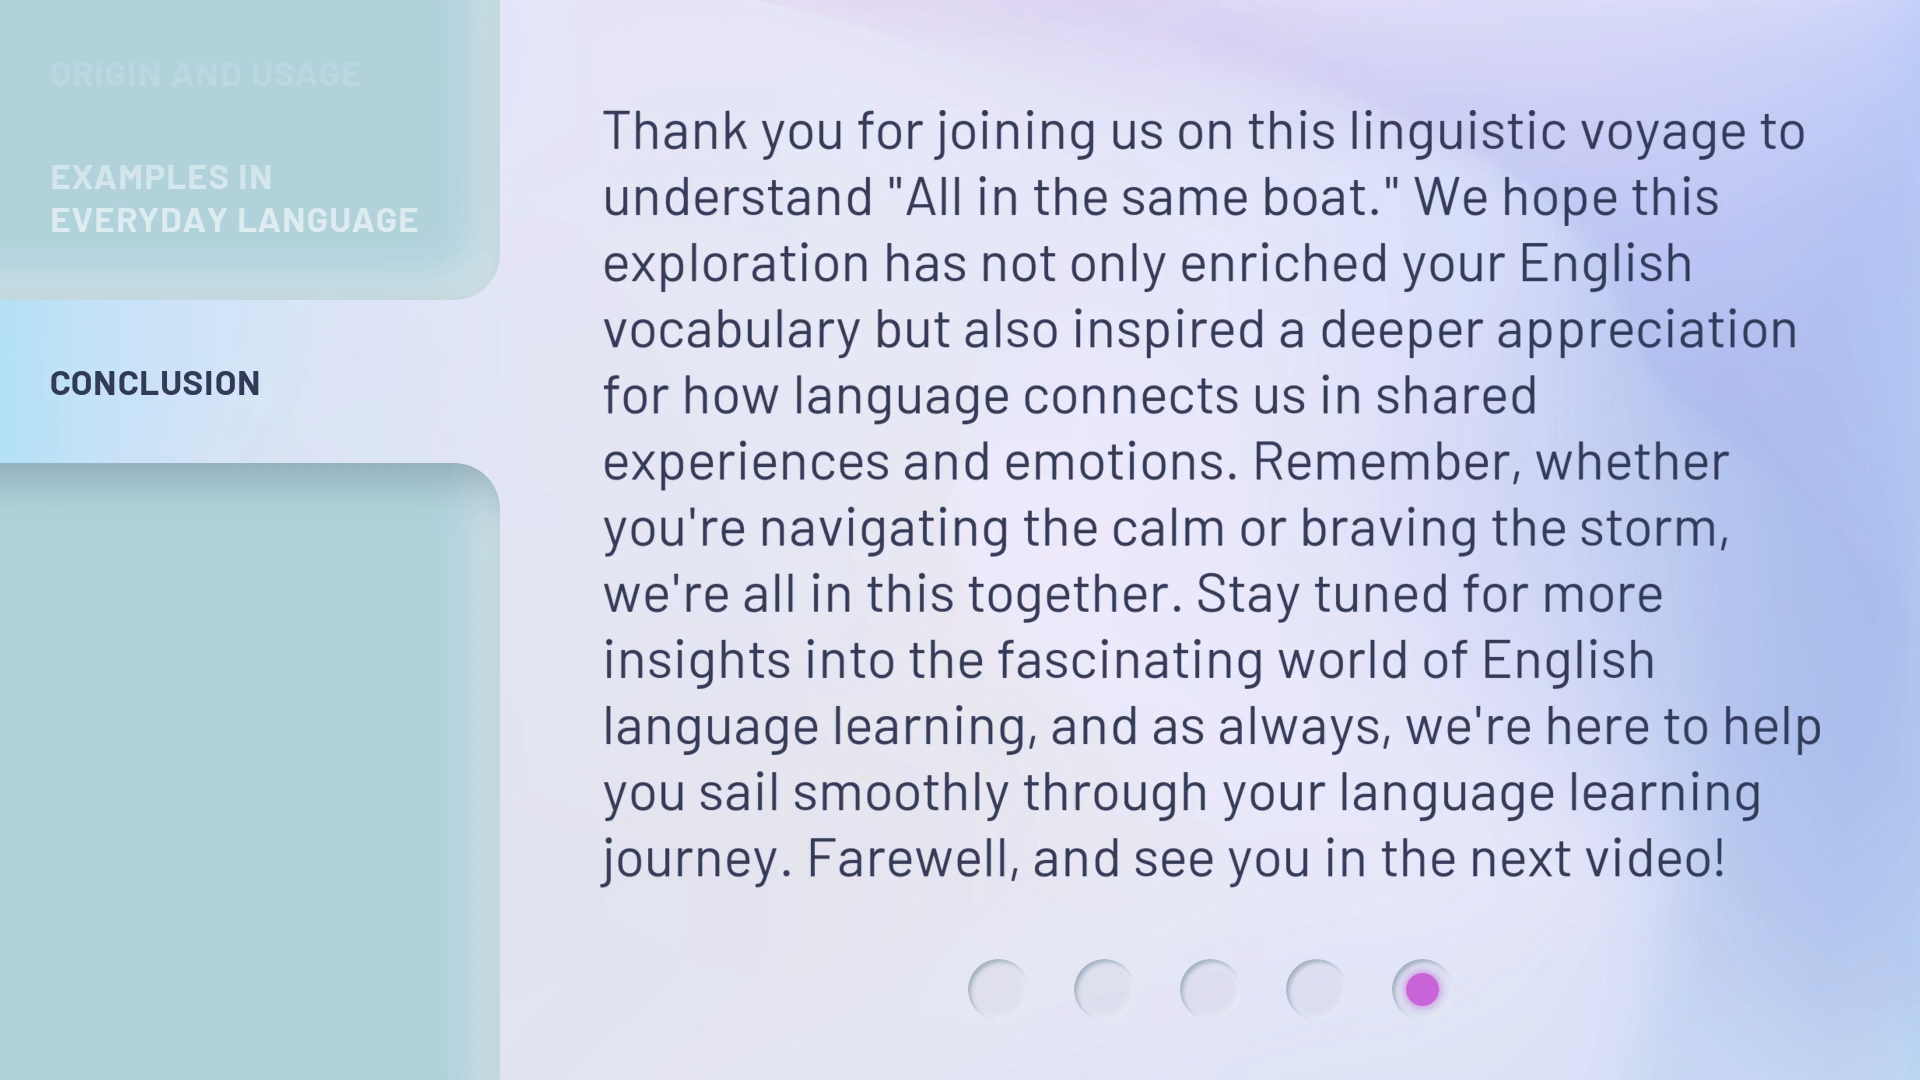 ORIGIN AND USAGE
EXAMPLES IN
EVERYDAY LANGUAGE
CONCLUSION
Thank you for joining us on this linguistic voyage to
understand "All in the same boat." We hope this
exploration has not only enriched your English
vocabulary but also inspired a deeper appreciation
for how language connects us in shared
experiences and emotions. Remember, whether
you're navigating the calm or braving the storm,
we're all in this together. Stay tuned for more
insights into the fascinating world of English
language learning, and as always, we're here to help
you sail smoothly through your language learning
journey. Farewell, and see you in the next video!